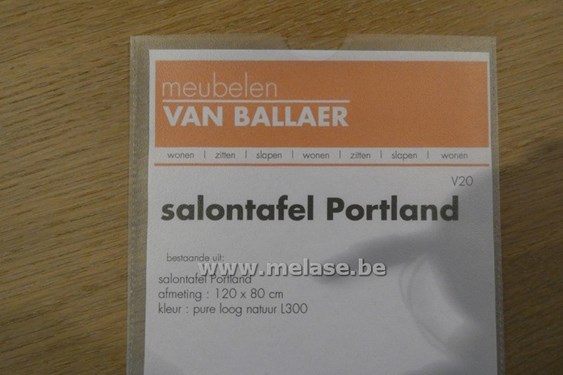 meubelen
VAN BALLAER
wonen | zitten | slapen | wonen | zitten | slapen | wonen
V20
salontafel Portland
bestaande uit:
www.melase.be
salontafel Portland
afmeting : 120 x 80 cm
kleur : pure loog natuur L300